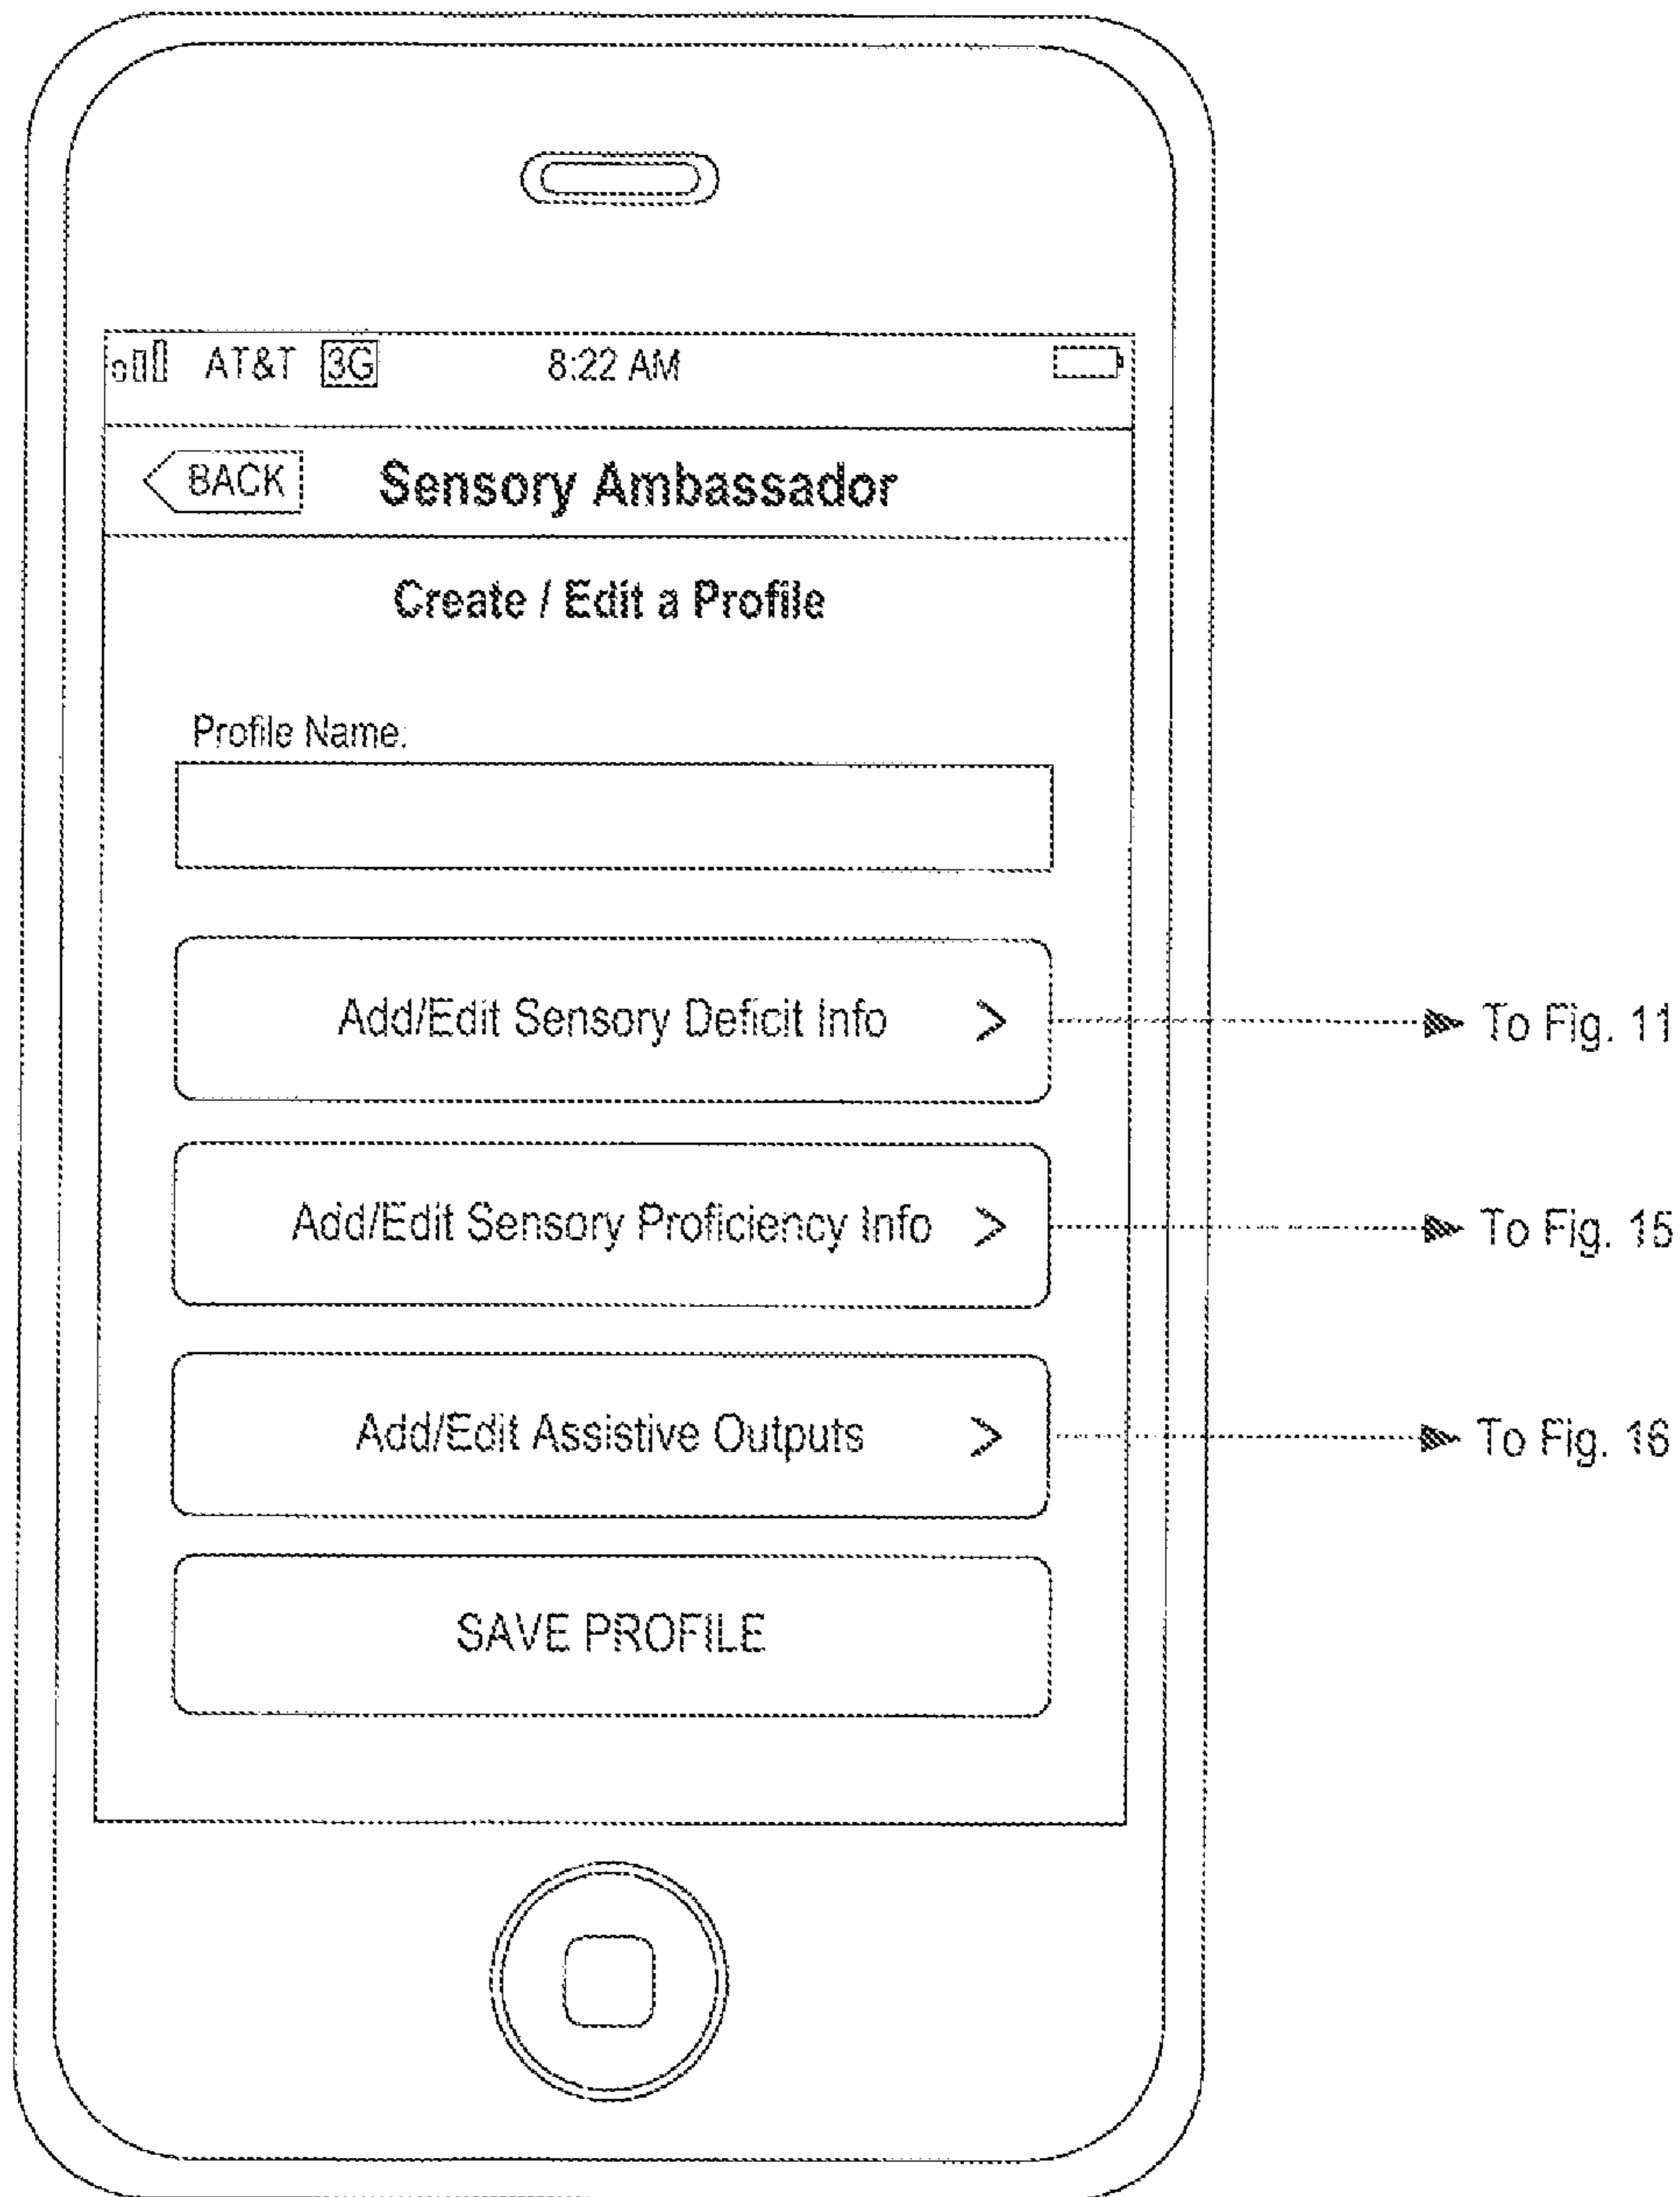 AT&T 3G 8:22 AM
BACK Sensory Ambassador
Create / Edit a Profile
Profile Name:
Add/Edit Sensory Deficit Info >
To Fig. 11
Add/Edit Sensory Proficiency Info >
To Fig. 15
Add/Edit Assistive Outputs >
To Fig. 16
SAVE PROFILE